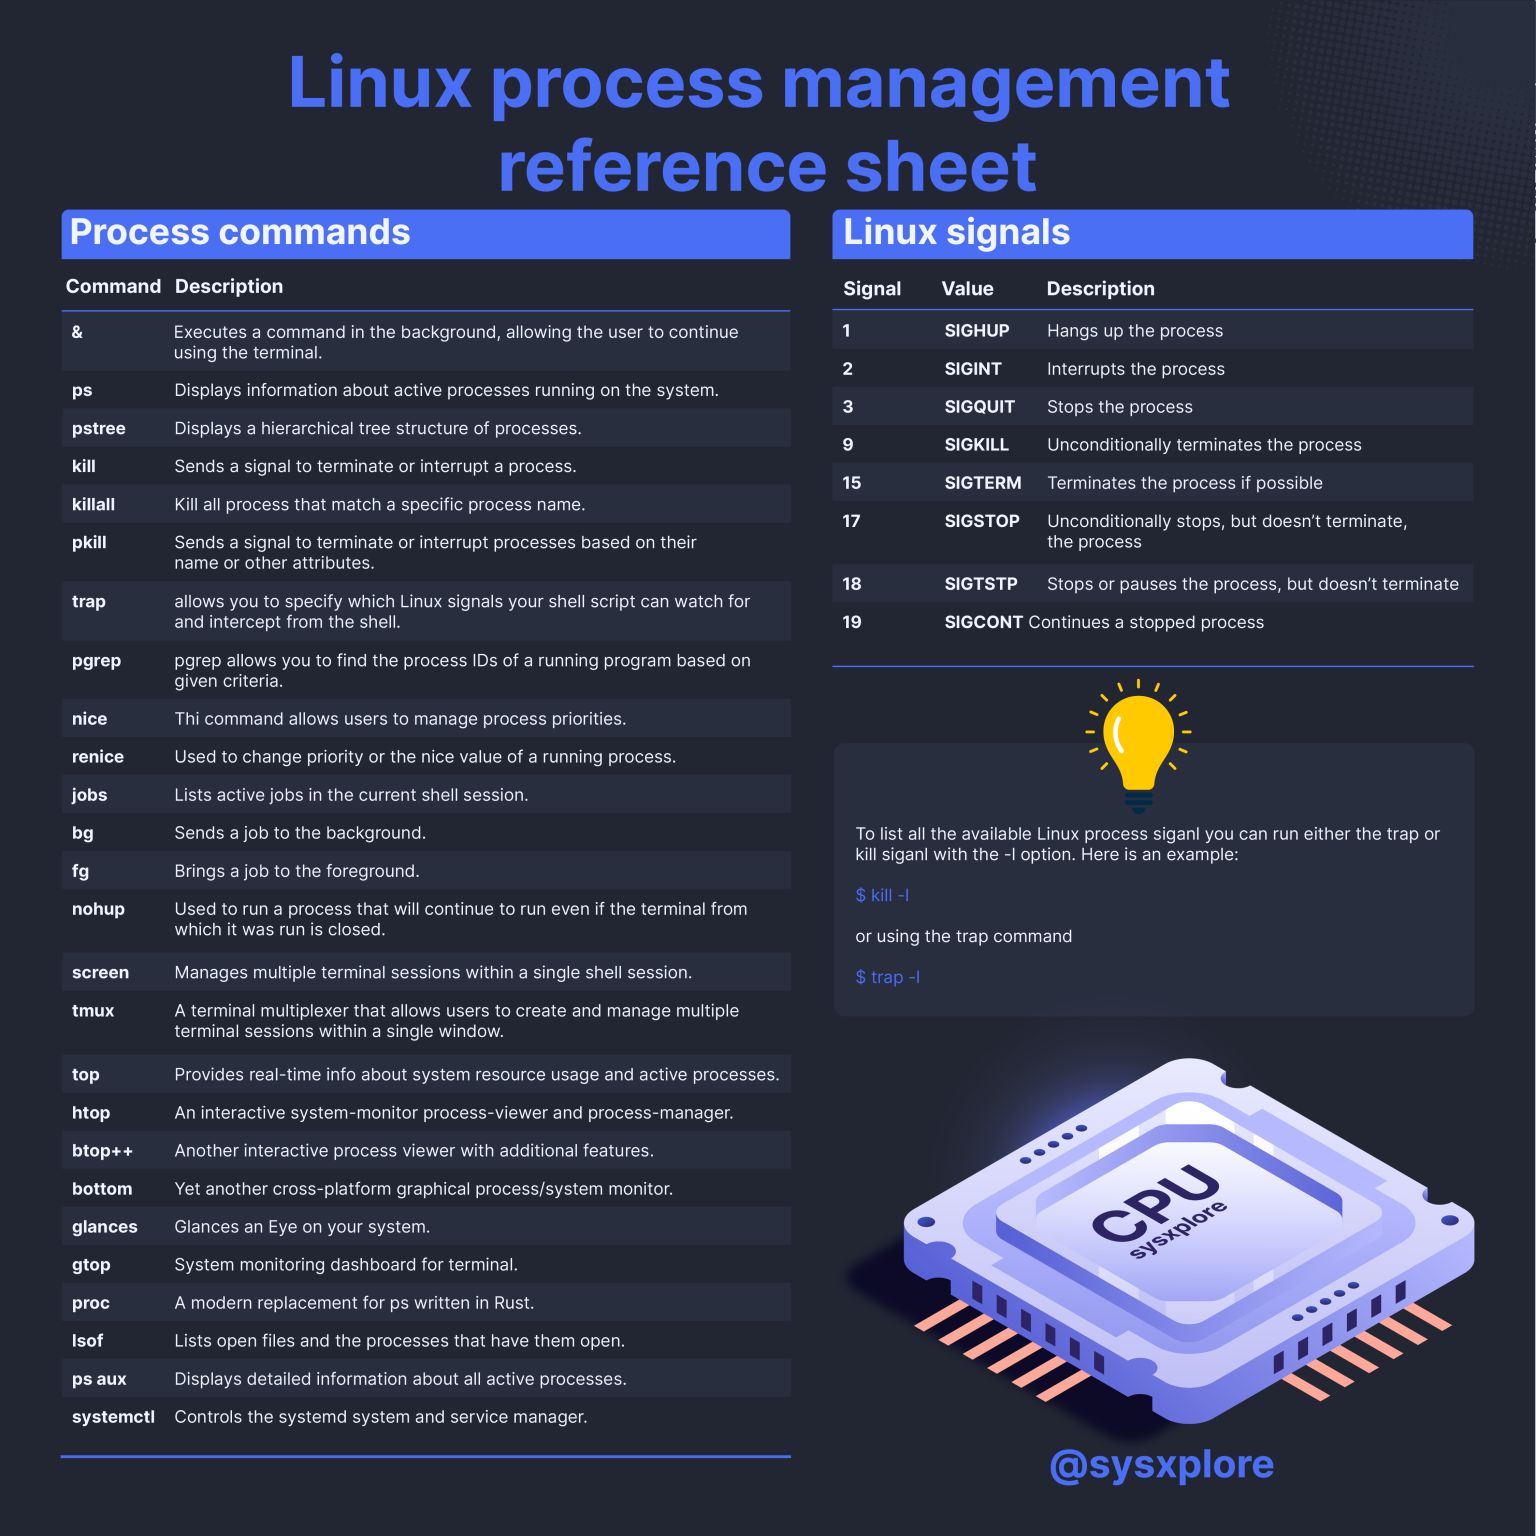 Linux process management
reference sheet
Process commands
Command Description
& Executes a command in the background, allowing the user to continue
using the terminal.
ps Displays information about active processes running on the system.
pstree Displays a hierarchical tree structure of processes.
kill Sends a signal to terminate or interrupt a process.
killall Kill all process that match a specific process name.
pkill Sends a signal to terminate or interrupt processes based on their
name or other attributes.
trap allows you to specify which Linux signals your shell script can watch for
and intercept from the shell.
pgrep pgrep allows you to find the process IDs of a running program based on
given criteria.
nice Thi command allows users to manage process priorities.
renice Used to change priority or the nice value of a running process.
jobs Lists active jobs in the current shell session.
bg Sends a job to the background.
fg Brings a job to the foreground.
nohup Used to run a process that will continue to run even if the terminal from
which it was run is closed.
screen Manages multiple terminal sessions within a single shell session.
tmux A terminal multiplexer that allows users to create and manage multiple
terminal sessions within a single window.
top Provides real-time info about system resource usage and active processes.
htop An interactive system-monitor process-viewer and process-manager.
btop++ Another interactive process viewer with additional features.
bottom Yet another cross-platform graphical process/system monitor.
glances Glances an Eye on your system.
gtop System monitoring dashboard for terminal.
proc A modern replacement for ps written in Rust.
lsof Lists open files and the processes that have them open.
ps aux Displays detailed information about all active processes.
systemctl Controls the systemd system and service manager.
Linux signals
Signal Value Description
1 SIGHUP Hangs up the process
2 SIGINT Interrupts the process
3 SIGQUIT Stops the process
9 SIGKILL Unconditionally terminates the process
15 SIGTERM Terminates the process if possible
17 SIGSTOP Unconditionally stops, but doesn’t terminate,
the process
18 SIGTSTP Stops or pauses the process, but doesn’t terminate
19 SIGCONT Continues a stopped process
To list all the available Linux process siganl you can run either the trap or
kill siganl with the -l option. Here is an example:
$ kill -l
or using the trap command
$ trap -l
CPU
sysxplore
@sysxplore